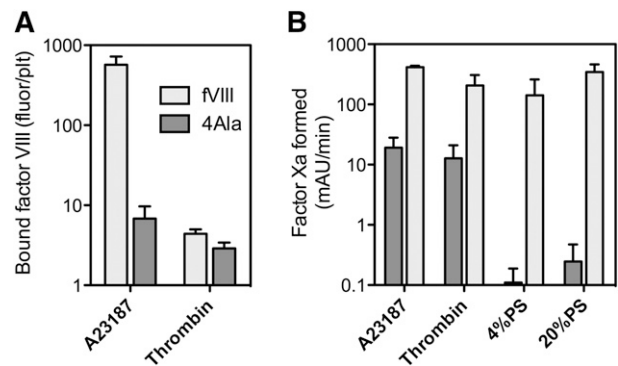 A
Bound factor VIII (fluor/plt)
1000
100
10
1
fVIII
4Ala
A23187
Thrombin
B
Factor Xa formed
(mAU/min)
1000
100
10
1
0.1
A23187
Thrombin
4%PS
20%PS